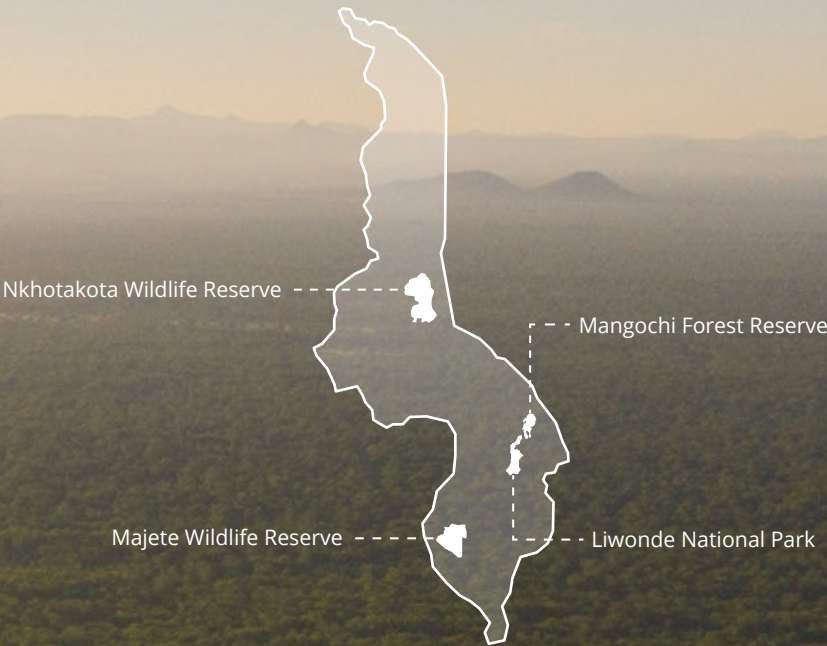 Nkhotakota Wildlife Reserve
Mangochi Forest Reserve
Majete Wildlife Reserve
Liwonde National Park